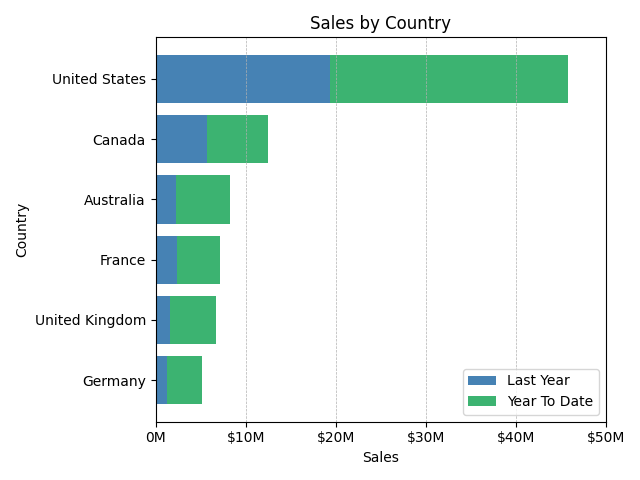 Sales by Country
United States
Canada
Australia
France
United Kingdom
Germany
Country
0M $10M $20M $30M $40M $50M
Sales
Last Year
Year To Date